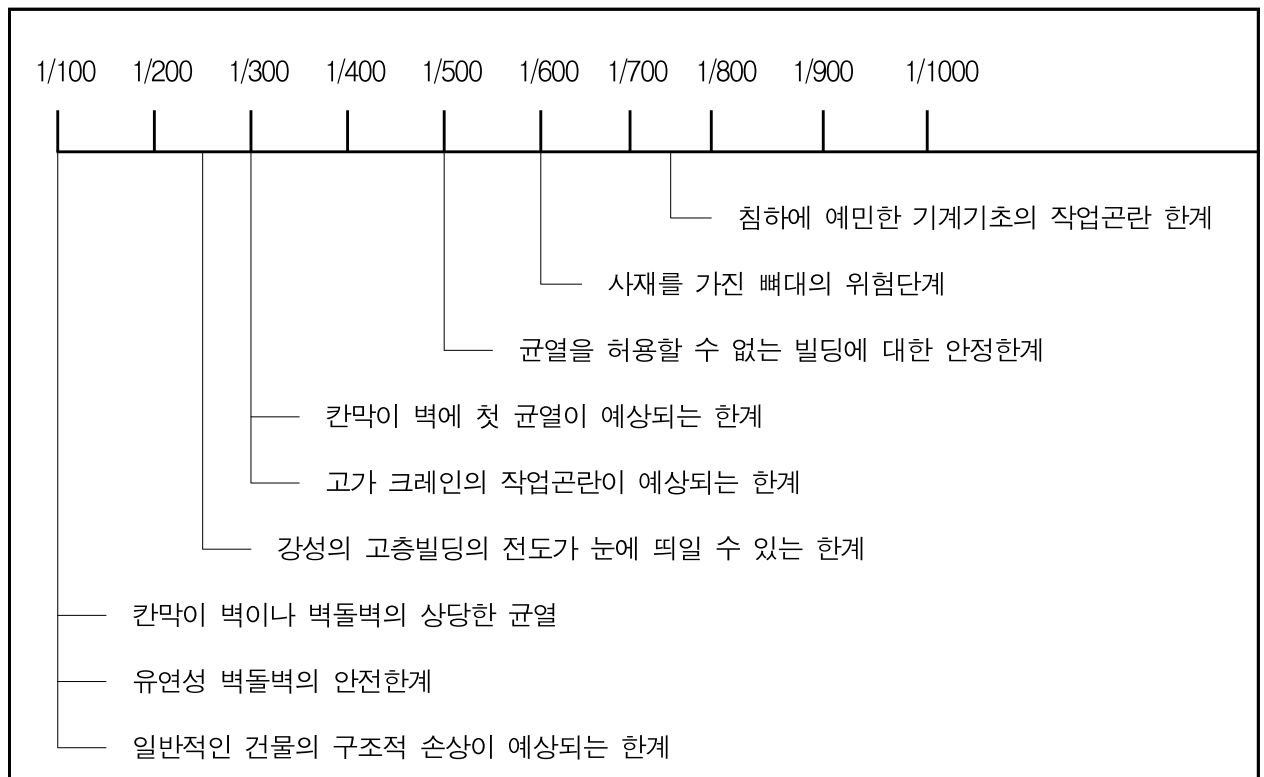 1/100 1/200 1/300 1/400 1/500 1/600 1/700 1/800 1/900 1/1000
침하에 예민한 기계기초의 작업곤란 한계
사재를 가진 뼈대의 위험단계
균열을 허용할 수 없는 빌딩에 대한 안정한계
칸막이 벽에 첫 균열이 예상되는 한계
고가 크레인의 작업곤란이 예상되는 한계
강성의 고층빌딩의 전도가 눈에 띄일 수 있는 한계
칸막이 벽이나 벽돌벽의 상당한 균열
유연성 벽돌벽의 안전한계
일반적인 건물의 구조적 손상이 예상되는 한계